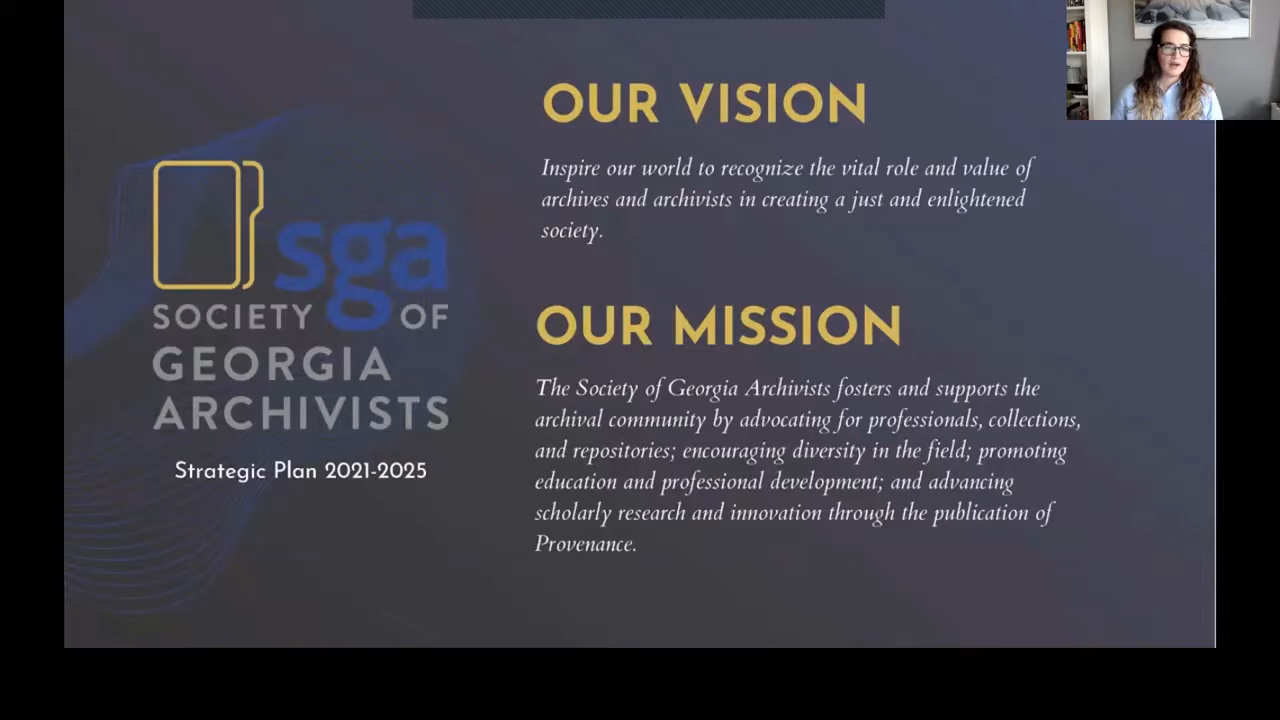 OUR VISION
Inspire our world to recognize the vital role and value of
archives and archivists in creating a just and enlightened
society.
sga
SOCIETY OF
GEORGIA
ARCHIVISTS
Strategic Plan 2021-2025
OUR MISSION
The Society of Georgia Archivists fosters and supports the
archival community by advocating for professionals, collections,
and repositories; encouraging diversity in the field; promoting
education and professional development; and advancing
scholarly research and innovation through the publication of
Provenance.